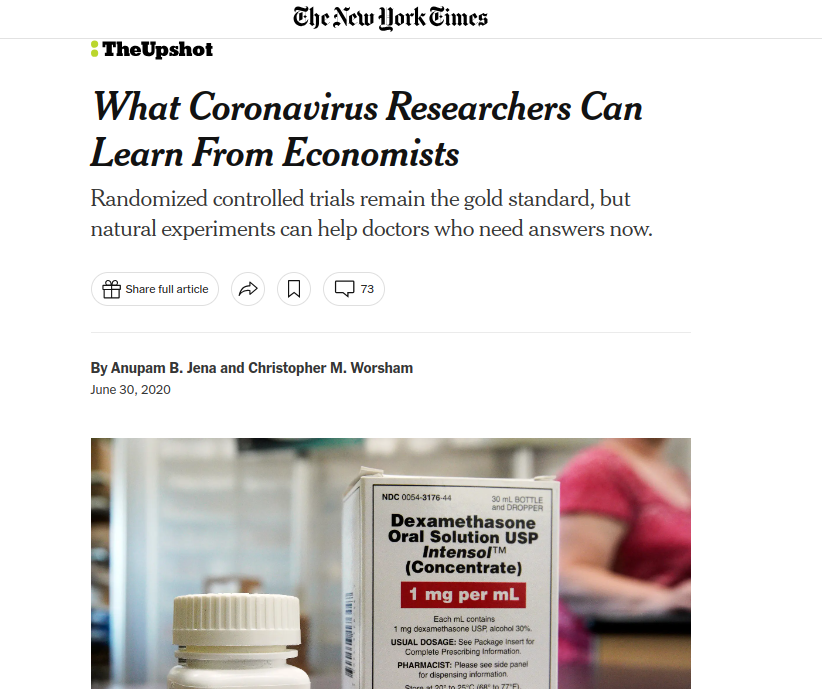 The New York Times
TheUpshot
What Coronavirus Researchers Can
Learn From Economists
Randomized controlled trials remain the gold standard, but
natural experiments can help doctors who need answers now.
Share full article
73
By Anupam B. Jena and Christopher M. Worsham
June 30, 2020
NDC 0054-3176-44
30 mL BOTTLE
and DROPPER
Dexamethasone
Oral Solution USP
Intensol™
(Concentrate)
1 mg per mL
Each mL contains
1 mg dexamethasone USP, alcohol 30%.
USUAL DOSAGE: See Package Insert for
Complete Prescribing Information.
PHARMACIST: Please see side panel
for dispensing information.
Store at 20° to 25°C (68° to 77°F).